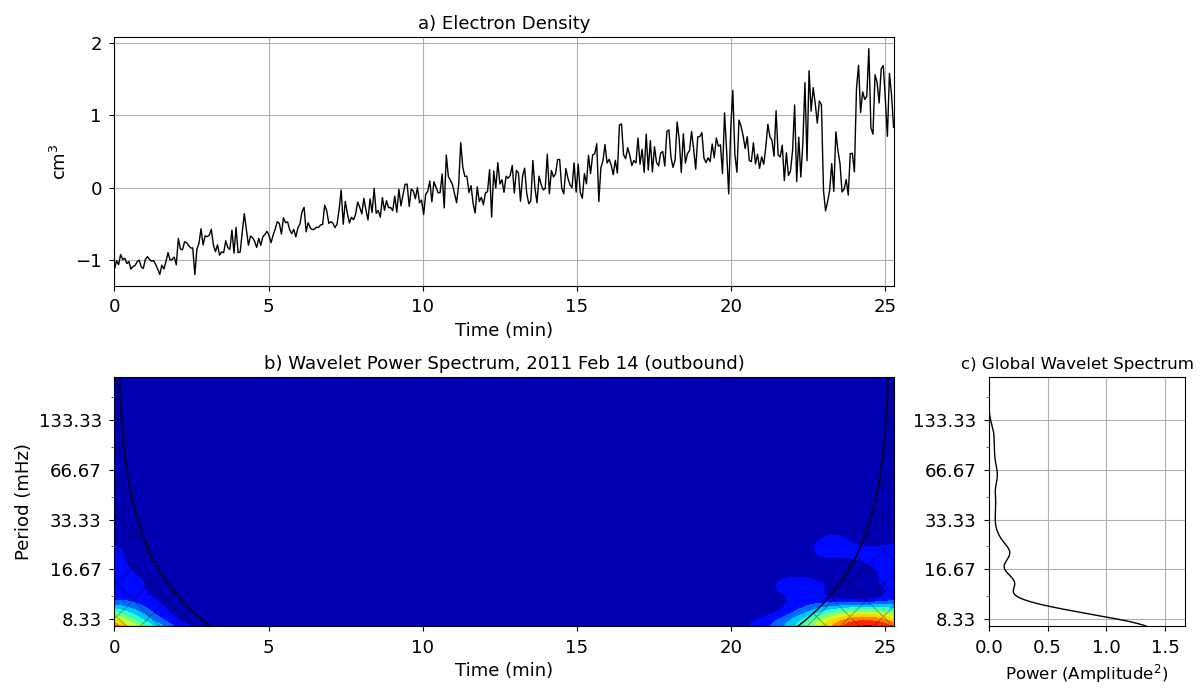 a) Electron Density
2
1
0
−1
cm³
0 5 10 15 20 25
Time (min)
b) Wavelet Power Spectrum, 2011 Feb 14 (outbound)
133.33
66.67
33.33
16.67
8.33
Period (mHz)
0 5 10 15 20 25
Time (min)
c) Global Wavelet Spectrum
133.33
66.67
33.33
16.67
8.33
0.0 0.5 1.0 1.5
Power (Amplitude²)